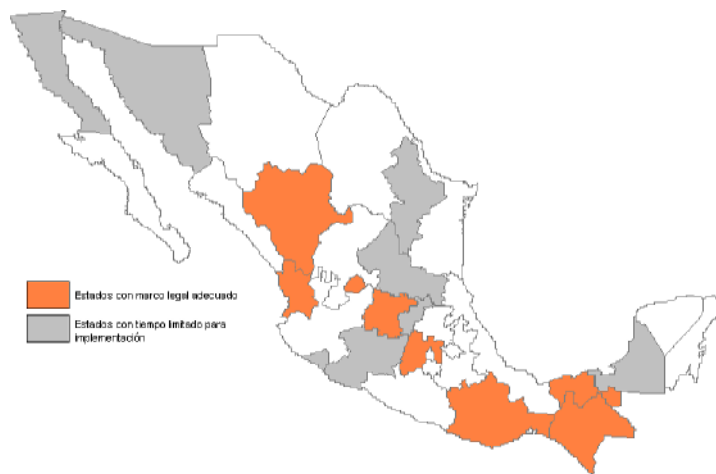 Estados con marco legal adecuado
Estados con tiempo limitado para
Implementación